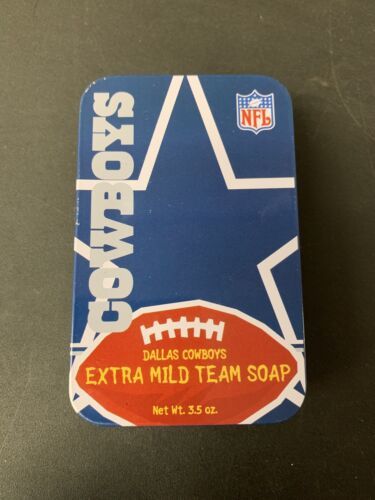 COWBOYS
NFL
DALLAS COWBOYS
EXTRA MILD TEAM SOAP
Net Wt. 3.5 oz.